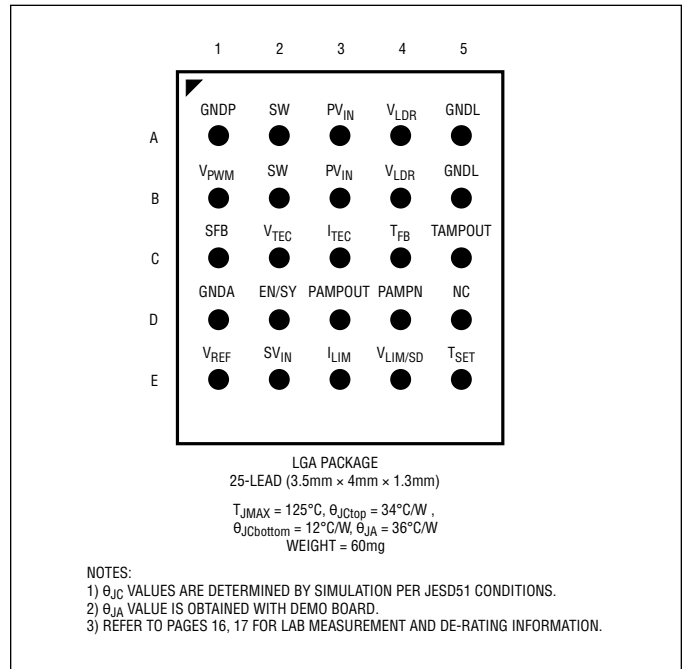 1 2 3 4 5
GNDP SW PVIN VLDR GNDL
A
VPWM SW PVIN VLDR GNDL
B
SFB VTEC ITEC TFB TAMPOUT
C
GNDA EN/SY PAMPOUT PAMPN NC
D
VREF SVIN ILIM VLIM/SD TSET
E
LGA PACKAGE
25-LEAD (3.5mm × 4mm × 1.3mm)
TJMAX = 125°C, θJCtop = 34°C/W ,
θJCbottom = 12°C/W, θJA = 36°C/W
WEIGHT = 60mg
NOTES:
1) θJC VALUES ARE DETERMINED BY SIMULATION PER JESD51 CONDITIONS.
2) θJA VALUE IS OBTAINED WITH DEMO BOARD.
3) REFER TO PAGES 16, 17 FOR LAB MEASUREMENT AND DE-RATING INFORMATION.